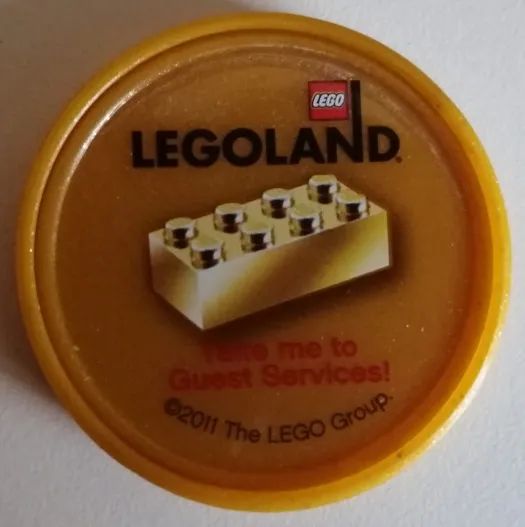 LEGO
LEGOLAND®
Take me to
Guest Services!
©2011 The LEGO Group.